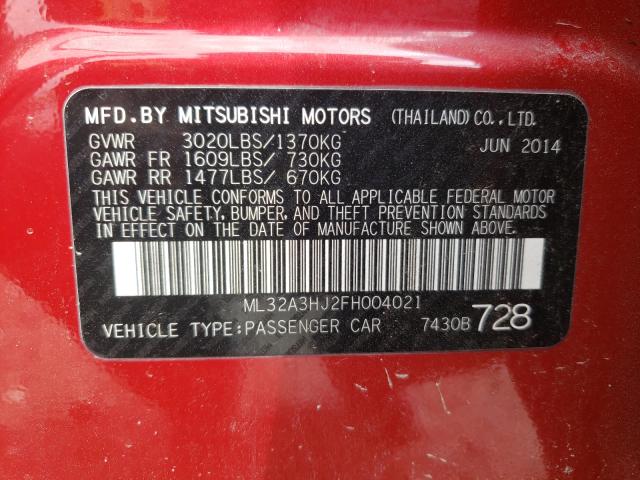 MFD. BY MITSUBISHI MOTORS (THAILAND) CO., LTD.
GVWR 3020LBS/1370KG JUN 2014
GAWR FR 1609LBS/ 730KG
GAWR RR 1477LBS/ 670KG
THIS VEHICLE CONFORMS TO ALL APPLICABLE FEDERAL MOTOR
VEHICLE SAFETY, BUMPER, AND THEFT PREVENTION STANDARDS
IN EFFECT ON THE DATE OF MANUFACTURE SHOWN ABOVE.
ML32A3HJ2FH004021
VEHICLE TYPE:PASSENGER CAR 7430B 728